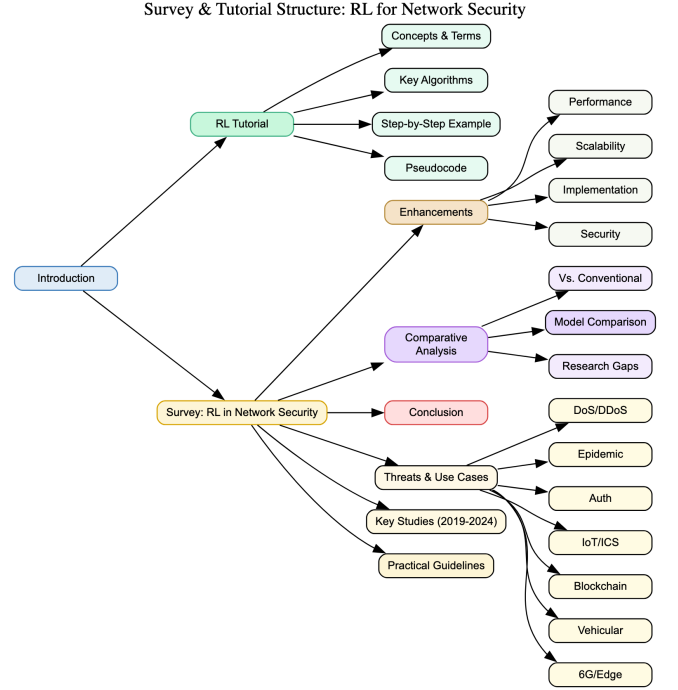 Survey & Tutorial Structure: RL for Network Security
Concepts & Terms
Key Algorithms
RL Tutorial
Step-by-Step Example
Pseudocode
Performance
Scalability
Enhancements
Implementation
Security
Introduction
Vs. Conventional
Comparative
Analysis
Model Comparison
Research Gaps
Survey: RL in Network Security
Conclusion
DoS/DDoS
Epidemic
Threats & Use Cases
Auth
Key Studies (2019-2024)
IoT/ICS
Practical Guidelines
Blockchain
Vehicular
6G/Edge